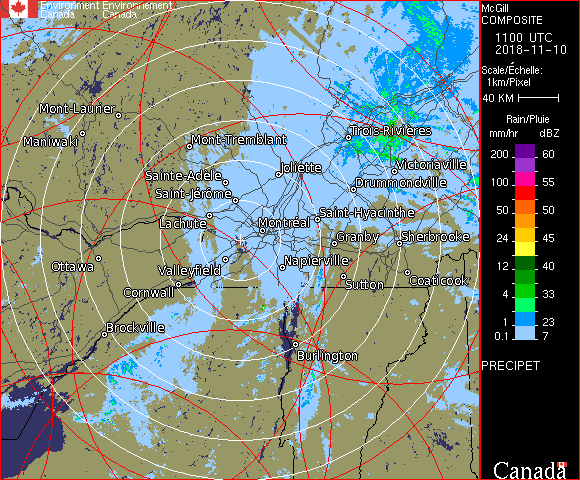 Environment Environnement
Canada Canada
McGill
COMPOSITE
1100 UTC
2018-11-10
Scale/Échelle:
1km/Pixel
40 KM
Rain/Pluie
mm/hr dBZ
200 60
100 55
50 50
24 45
12 40
4 33
1 23
0.1 7
PRECIPET
Mont-Laurier
Maniwaki
Mont-Tremblant
Trois-Rivières
Joliette
Victoriaville
Sainte-Adèle
Drummondville
Saint-Jérôme
Saint-Hyacinthe
Lachute
Montréal
Granby
Sherbrooke
Ottawa
Valleyfield
Napierville
Cornwall
Sutton
Coaticook
Brockville
Burlington
Canada